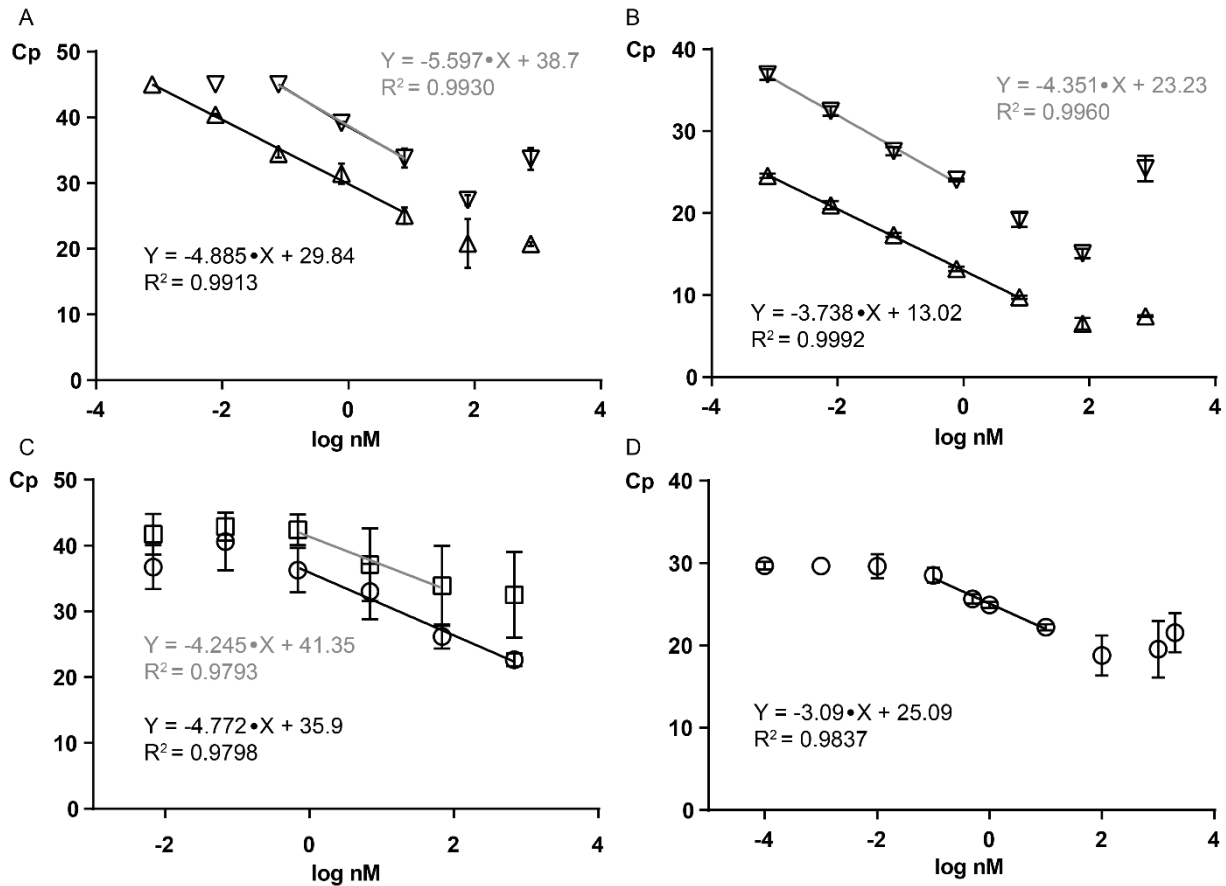 A
Cp
50
40
30
20
10
0
Y = -5.597•X + 38.7
R² = 0.9930
Y = -4.885•X + 29.84
R² = 0.9913
-4 -2 0 2 4
log nM
B
Cp
40
30
20
10
0
Y = -4.351•X + 23.23
R² = 0.9960
Y = -3.738•X + 13.02
R² = 0.9992
-4 -2 0 2 4
log nM
C
Cp
50
40
30
20
10
0
Y = -4.245•X + 41.35
R² = 0.9793
Y = -4.772•X + 35.9
R² = 0.9798
-2 0 2 4
log nM
D
Cp
40
30
20
10
0
Y = -3.09•X + 25.09
R² = 0.9837
-4 -2 0 2 4
log nM